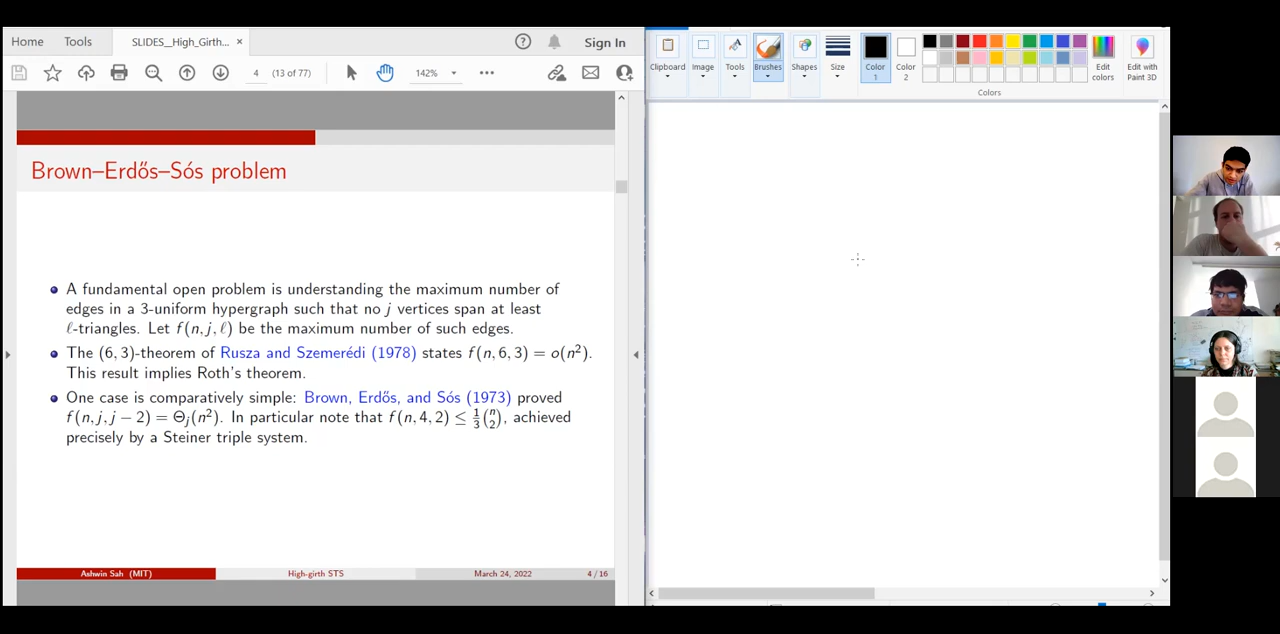 Home Tools SLIDES__High_Girth... × Sign In
4 (13 of 77) 142%
Brown–Erdős–Sós problem
A fundamental open problem is understanding the maximum number of
edges in a 3-uniform hypergraph such that no j vertices span at least
ℓ-triangles. Let f(n, j, ℓ) be the maximum number of such edges.
The (6, 3)-theorem of Rusza and Szemerédi (1978) states f(n, 6, 3) = o(n²).
This result implies Roth's theorem.
One case is comparatively simple: Brown, Erdős, and Sós (1973) proved
f(n, j, j − 2) = Θⱼ(n²). In particular note that f(n, 4, 2) ≤ ⅓(n 2), achieved
precisely by a Steiner triple system.
Ashwin Sah (MIT) High-girth STS March 24, 2022 4 / 16
Clipboard Image Tools Brushes Shapes Size Color 1 Color 2 Edit colors Edit with Paint 3D
Colors